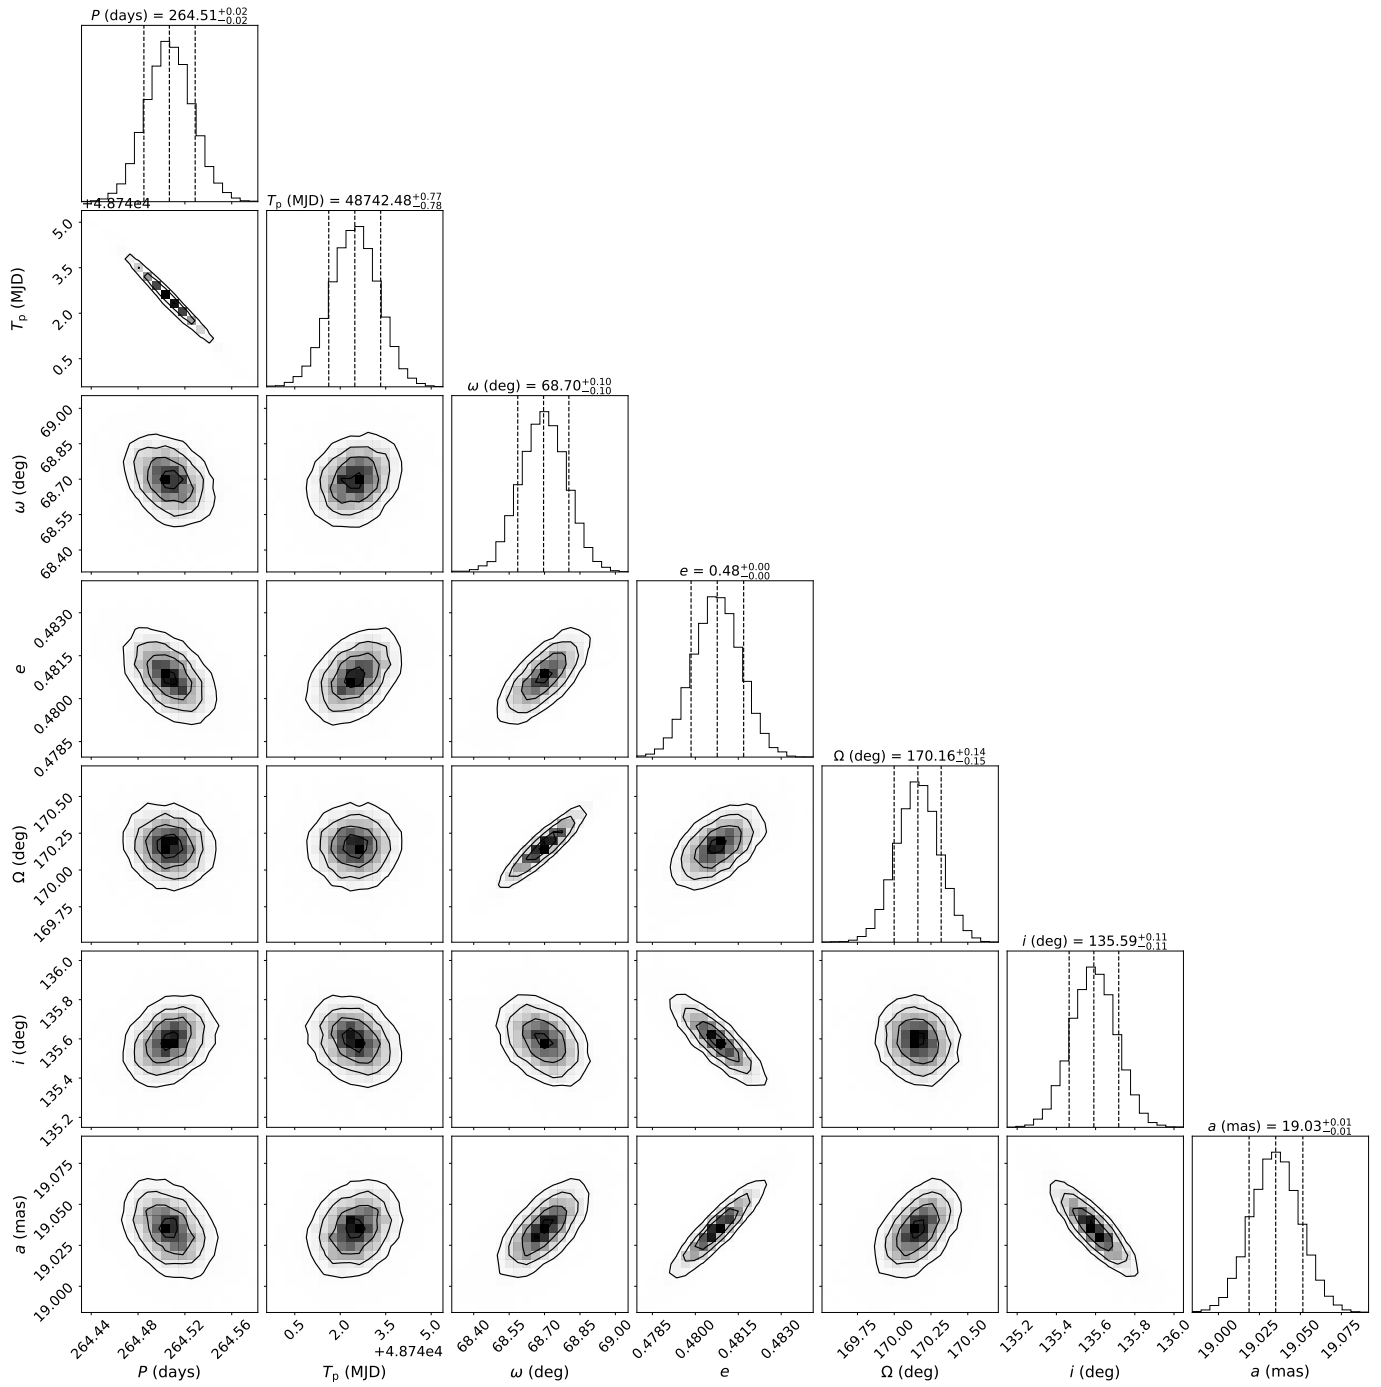 P (days) = 264.51+0.02−0.02
+4.874e4
Tp (MJD) = 48742.48+0.77−0.78
5.0
3.5
2.0
0.5
Tp (MJD)
ω (deg) = 68.70+0.10−0.10
69.00
68.85
68.70
68.55
68.40
ω (deg)
e = 0.48+0.00−0.00
0.4830
0.4815
0.4800
0.4785
e
Ω (deg) = 170.16+0.14−0.15
170.50
170.25
170.00
169.75
Ω (deg)
i (deg) = 135.59+0.11−0.11
136.0
135.8
135.6
135.4
135.2
i (deg)
a (mas) = 19.03+0.01−0.01
19.075
19.050
19.025
19.000
a (mas)
264.44 264.48 264.52 264.56 0.5 2.0 3.5 5.0 68.40 68.55 68.70 68.85 69.00 0.4785 0.4800 0.4815 0.4830 169.75 170.00 170.25 170.50 135.2 135.4 135.6 135.8 136.0 19.000 19.025 19.050 19.075
+4.874e4
P (days) Tp (MJD) ω (deg) e Ω (deg) i (deg) a (mas)